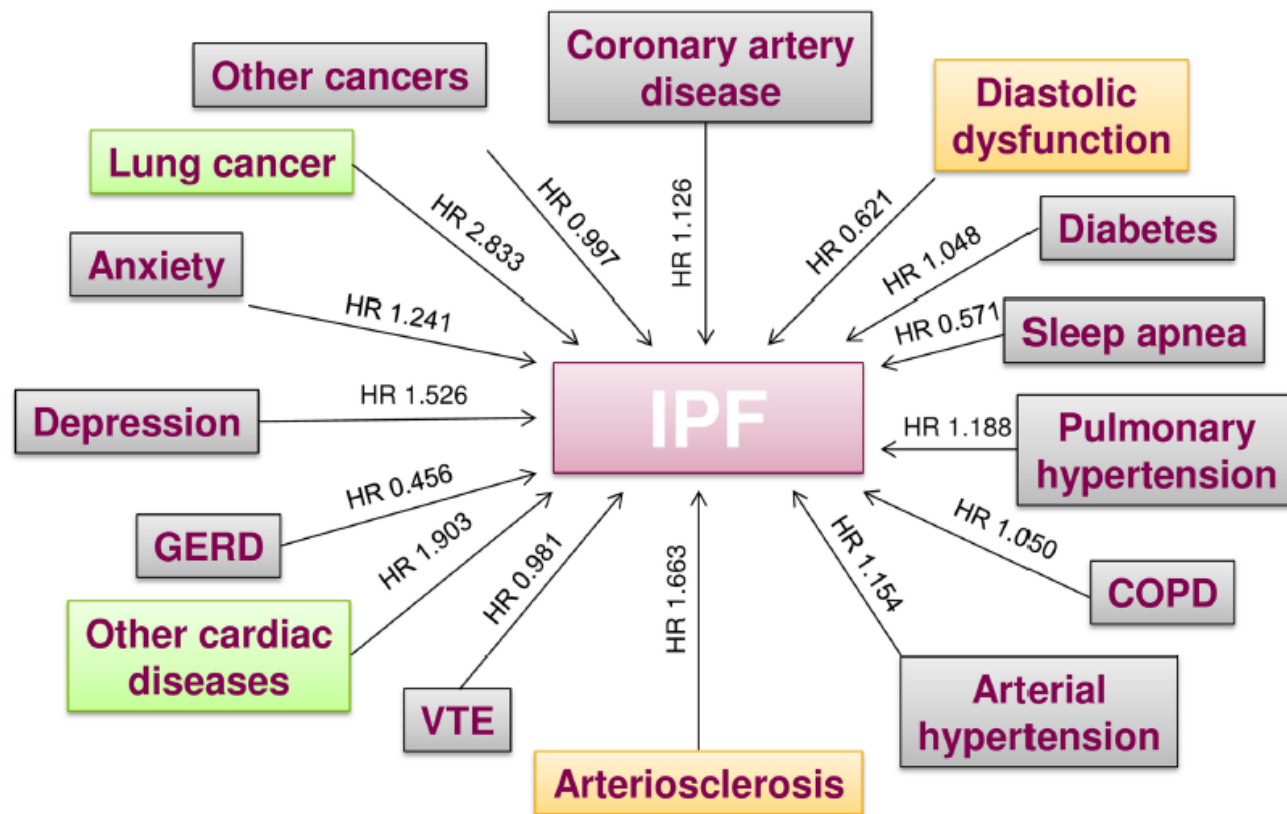 Coronary artery
disease
Other cancers
Diastolic
dysfunction
Lung cancer
HR 2.833
HR 0.997
HR 1.126
HR 0.621
Diabetes
HR 1.048
Anxiety
HR 1.241
HR 0.571
Sleep apnea
Depression
HR 1.526
IPF
HR 1.188
Pulmonary
hypertension
GERD
HR 0.456
HR 1.903
HR 0.981
HR 1.663
HR 1.154
HR 1.050
COPD
Other cardiac
diseases
VTE
Arteriosclerosis
Arterial
hypertension